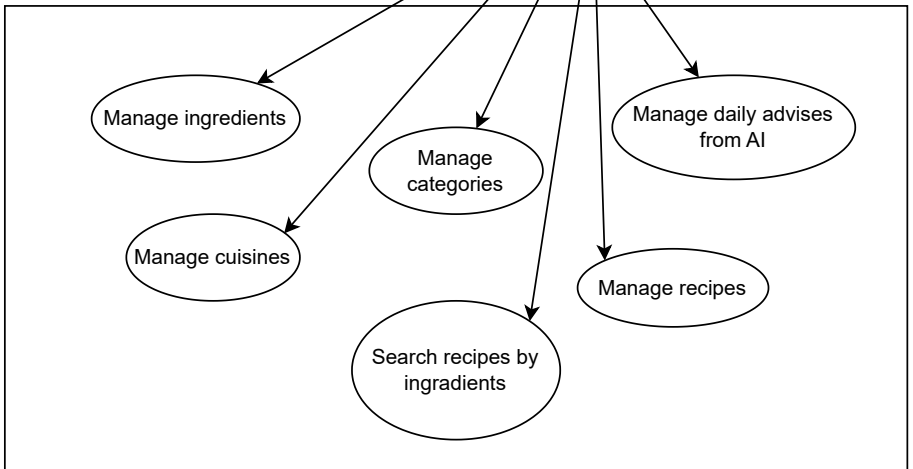 Manage ingredients
Manage daily advises
from AI
Manage
categories
Manage cuisines
Manage recipes
Search recipes by
ingradients